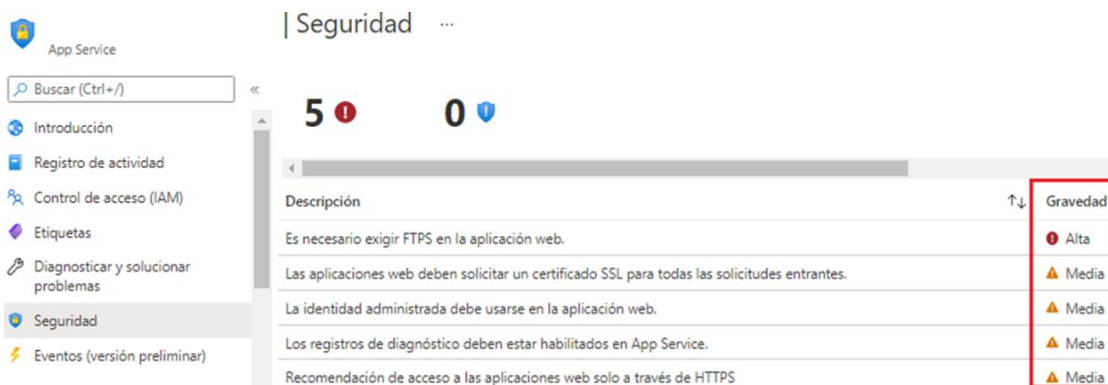 | Seguridad ...
App Service
Buscar (Ctrl+/)
«
5 0
Introducción
Registro de actividad
Control de acceso (IAM)
Etiquetas
Diagnosticar y solucionar
problemas
Seguridad
Eventos (versión preliminar)
Descripción ↑↓ Gravedad
Es necesario exigir FTPS en la aplicación web. Alta
Las aplicaciones web deben solicitar un certificado SSL para todas las solicitudes entrantes. Media
La identidad administrada debe usarse en la aplicación web. Media
Los registros de diagnóstico deben estar habilitados en App Service. Media
Recomendación de acceso a las aplicaciones web solo a través de HTTPS Media